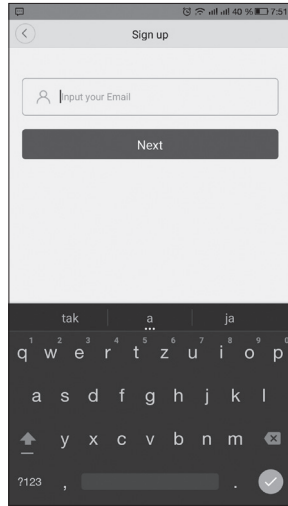 40 % 7:51
Sign up
Input your Email
Next
tak a ja
1 2 3 4 5 6 7 8 9 0
q w e r t z u i o p
a s d f g h j k l
y x c v b n m
?123 , .